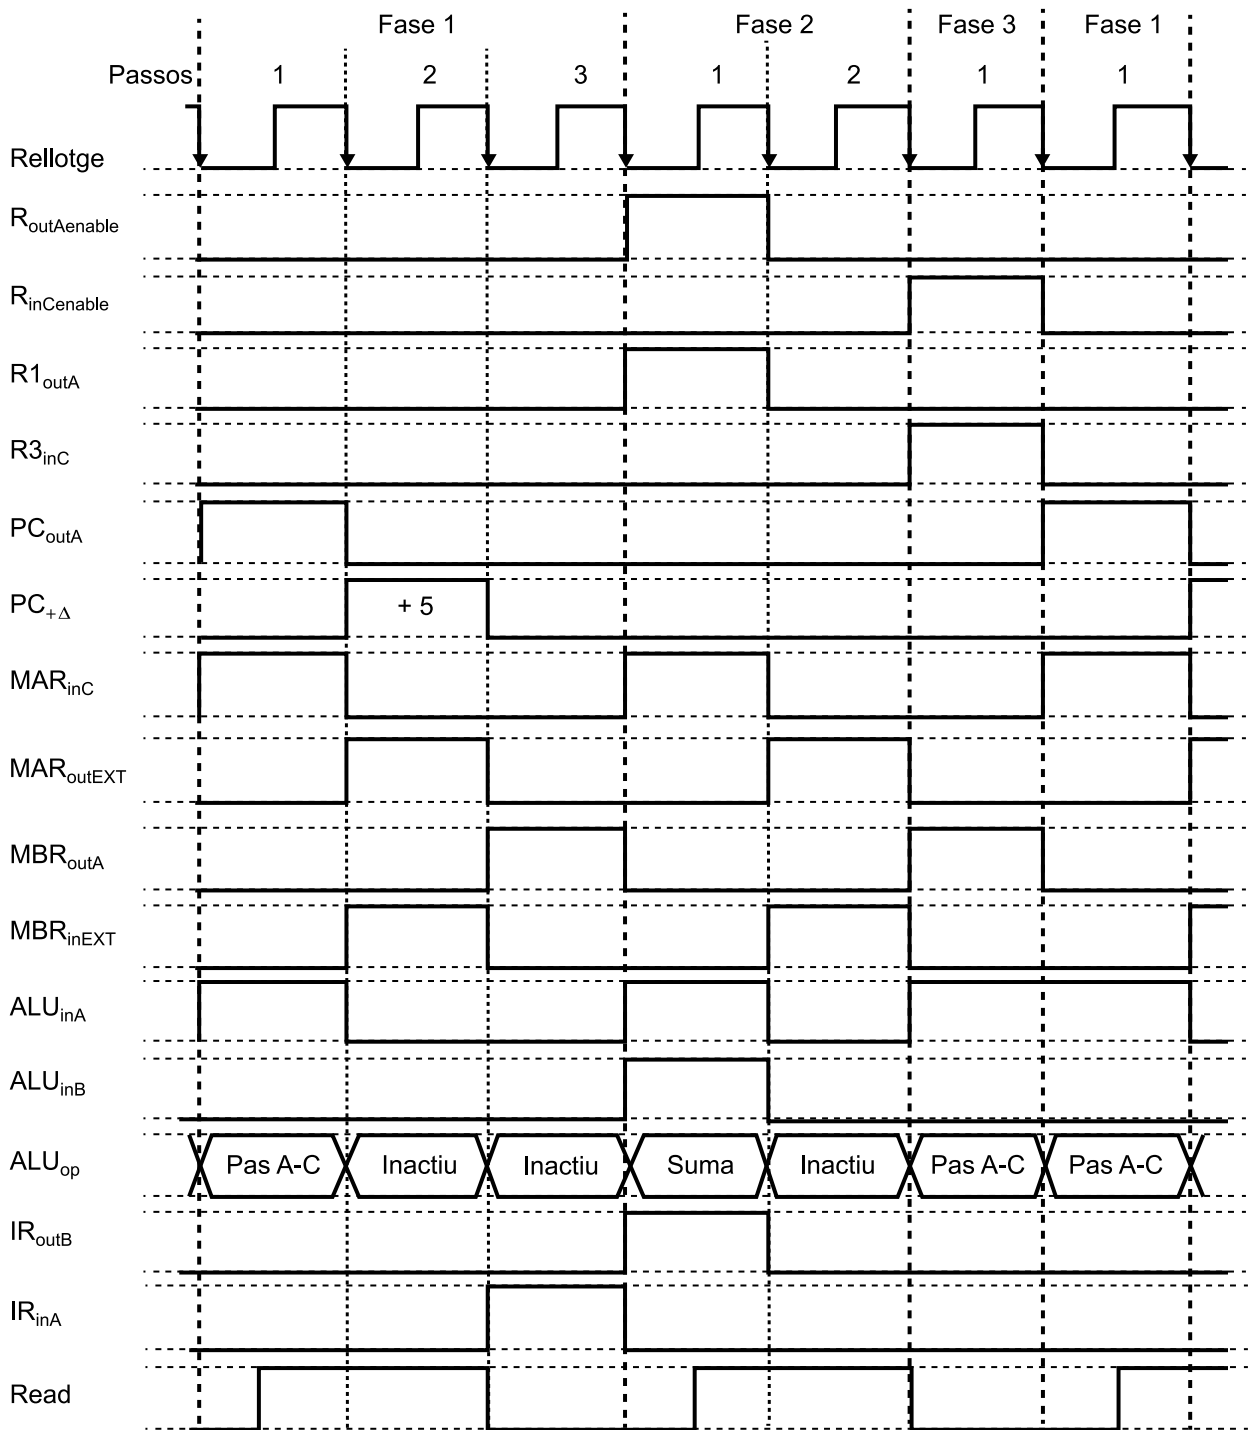 Fase 1 Fase 2 Fase 3 Fase 1
Passos 1 2 3 1 2 1 1
Rellotge
RoutAenable
RinCenable
R1outA
R3inC
PCoutA
PC+Δ + 5
MARinC
MARoutEXT
MBRoutA
MBRinEXT
ALUinA
ALUinB
ALUop Pas A-C Inactiu Inactiu Suma Inactiu Pas A-C Pas A-C
IRoutB
IRinA
Read